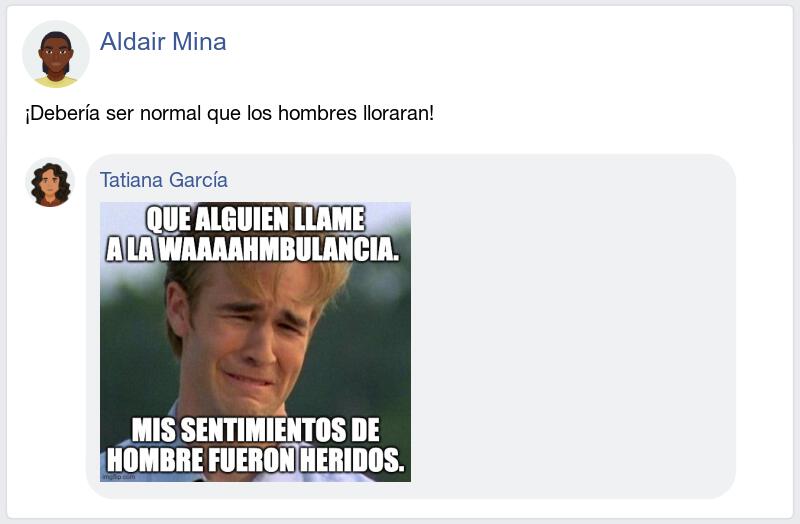 Aldair Mina
¡Debería ser normal que los hombres lloraran!
Tatiana García
QUE ALGUIEN LLAME
A LA WAAAAHMBULANCIA.
MIS SENTIMIENTOS DE
HOMBRE FUERON HERIDOS.
imgflip.com